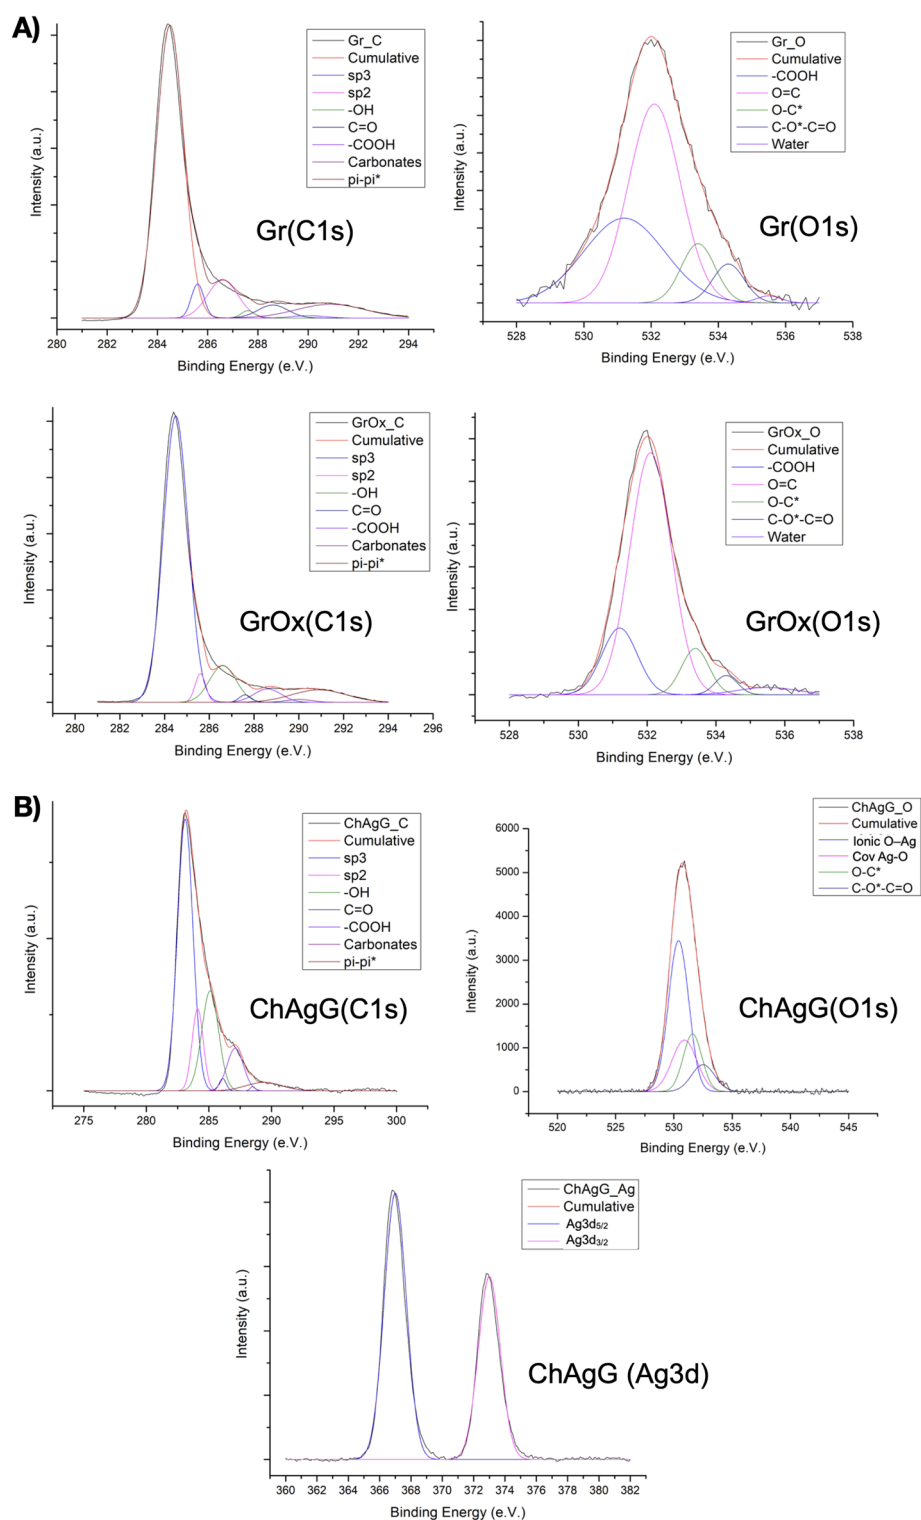 A)
Gr_C
Cumulative
sp3
sp2
-OH
C=O
-COOH
Carbonates
pi-pi*
Gr(C1s)
Intensity (a.u.)
280 282 284 286 288 290 292 294
Binding Energy (e.V.)
Gr_O
Cumulative
-COOH
O=C
O-C*
C-O*-C=O
Water
Gr(O1s)
Intensity (a.u.)
528 530 532 534 536 538
Binding Energy (e.V.)
GrOx_C
Cumulative
sp3
sp2
-OH
C=O
-COOH
Carbonates
pi-pi*
GrOx(C1s)
Intensity (a.u.)
280 282 284 286 288 290 292 294 296
Binding Energy (e.V.)
GrOx_O
Cumulative
-COOH
O=C
O-C*
C-O*-C=O
Water
GrOx(O1s)
Intensity (a.u.)
528 530 532 534 536 538
Binding Energy (e.V.)
B)
ChAgG_C
Cumulative
sp3
sp2
-OH
C=O
-COOH
Carbonates
pi-pi*
ChAgG(C1s)
Intensity (a.u.)
275 280 285 290 295 300
Binding Energy (e.V.)
ChAgG_O
Cumulative
Ionic O–Ag
Cov Ag-O
O-C*
C-O*-C=O
ChAgG(O1s)
Intensity (a.u.)
6000
5000
4000
3000
2000
1000
0
520 525 530 535 540 545
Binding Energy (e.V.)
ChAgG_Ag
Cumulative
Ag3d5/2
Ag3d3/2
ChAgG (Ag3d)
Intensity (a.u.)
360 362 364 366 368 370 372 374 376 378 380 382
Binding Energy (e.V.)